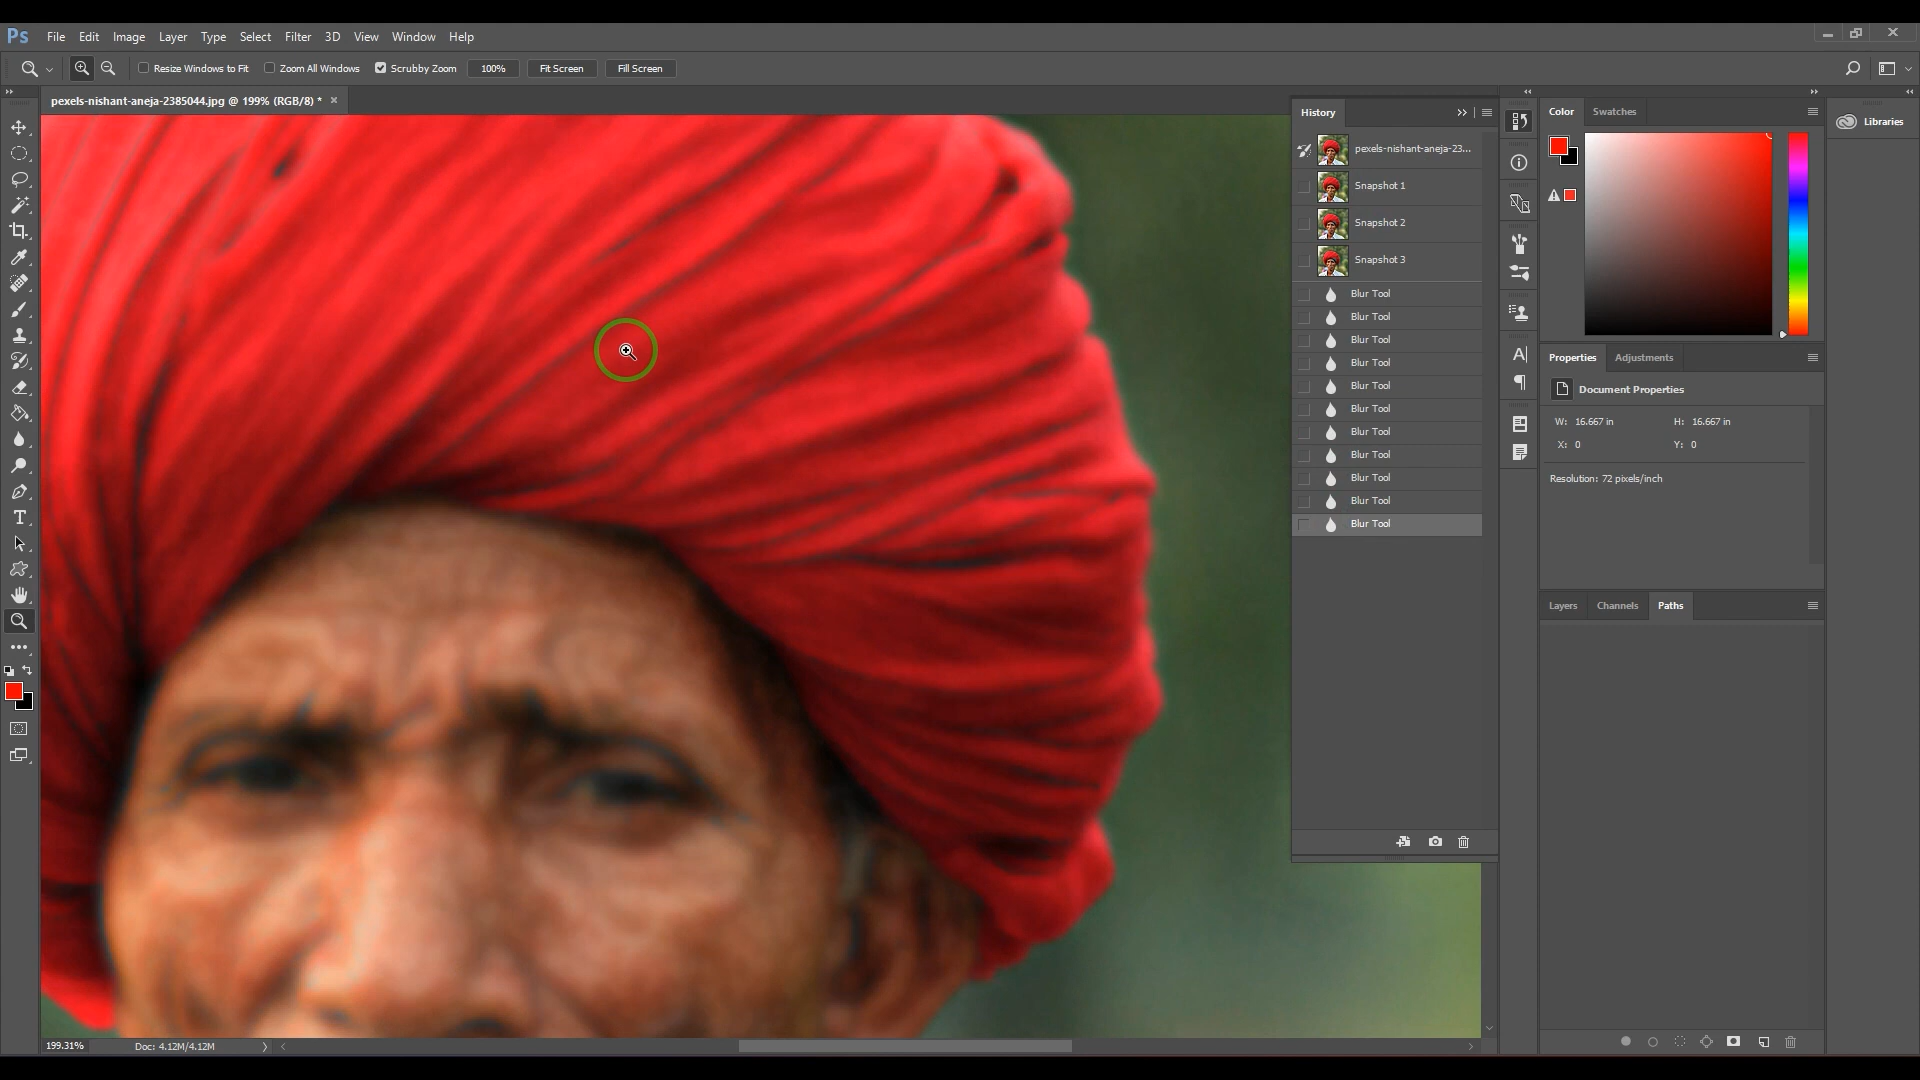 Ps File Edit Image Layer Type Select Filter 3D View Window Help
Resize Windows to Fit Zoom All Windows Scrubby Zoom 100% Fit Screen Fill Screen
pexels-nishant-aneja-2385044.jpg @ 199% (RGB/8) *
History
pexels-nishant-aneja-23...
Snapshot 1
Snapshot 2
Snapshot 3
Blur Tool
Blur Tool
Blur Tool
Blur Tool
Blur Tool
Blur Tool
Blur Tool
Blur Tool
Blur Tool
Blur Tool
Blur Tool
Color Swatches
Libraries
Properties Adjustments
Document Properties
W: 16.667 in H: 16.667 in
X: 0 Y: 0
Resolution: 72 pixels/inch
Layers Channels Paths
199.31% Doc: 4.12M/4.12M